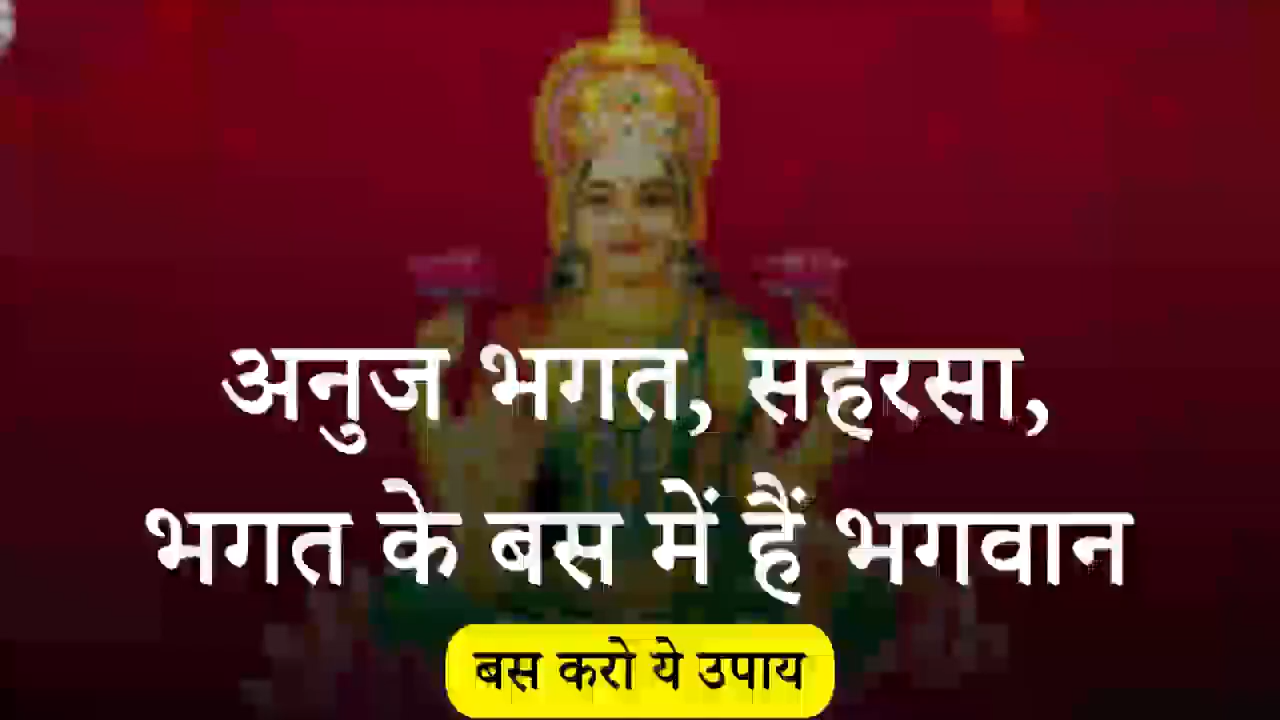 अनुज भगत, सहरसा,
भगत के बस में हैं भगवान
बस करो ये उपाय